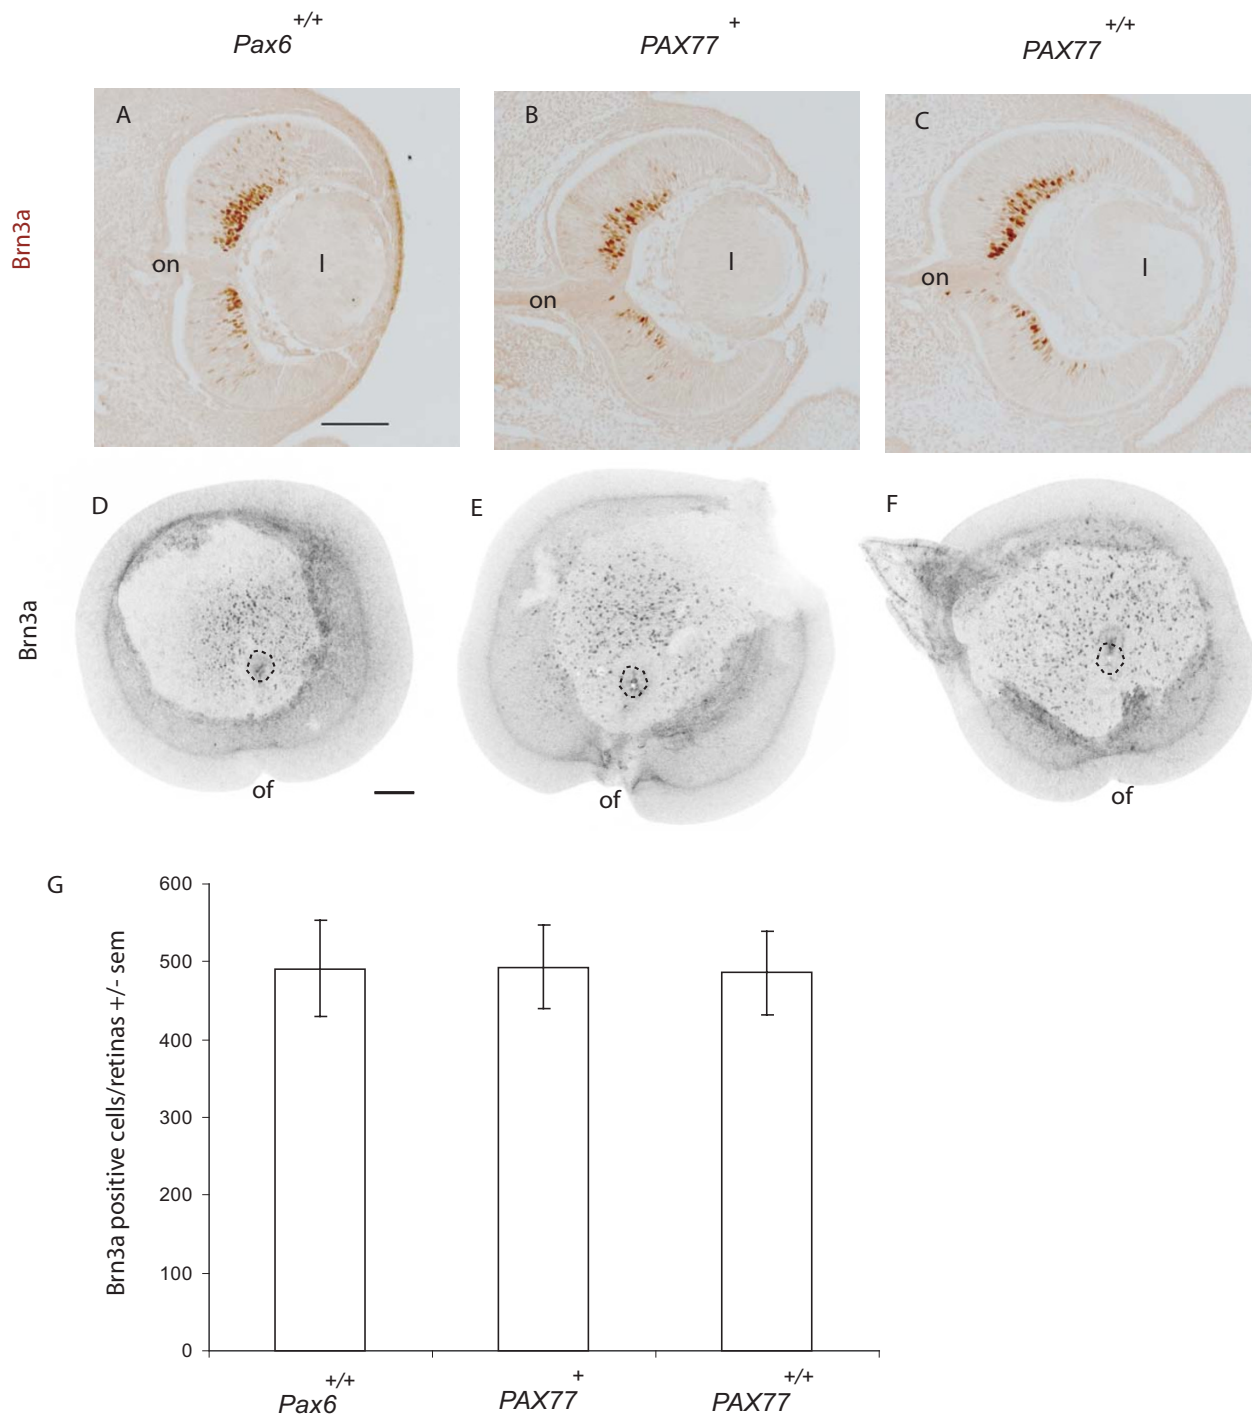 Pax6 +/+
PAX77 +
PAX77 +/+
Brn3a
A
on
l
B
on
l
C
on
l
Brn3a
D
of
E
of
F
of
G
Brn3a positive cells/retinas +/- sem
600
500
400
300
200
100
0
Pax6 +/+
PAX77 +
PAX77 +/+